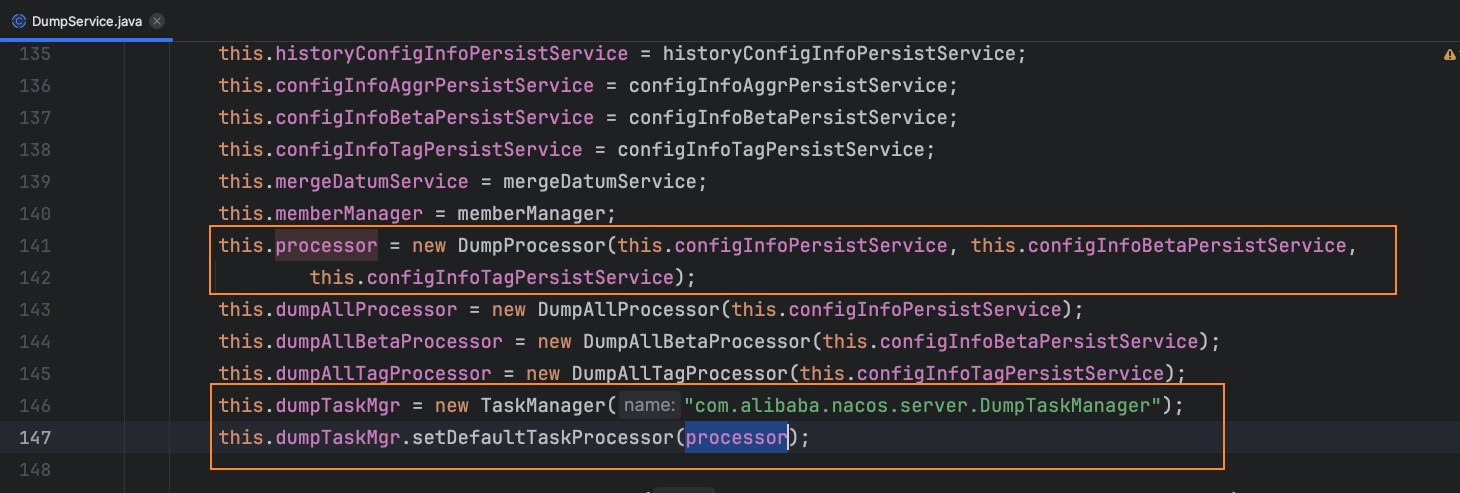 DumpService.java
135 this.historyConfigInfoPersistService = historyConfigInfoPersistService;
136 this.configInfoAggrPersistService = configInfoAggrPersistService;
137 this.configInfoBetaPersistService = configInfoBetaPersistService;
138 this.configInfoTagPersistService = configInfoTagPersistService;
139 this.mergeDatumService = mergeDatumService;
140 this.memberManager = memberManager;
141 this.processor = new DumpProcessor(this.configInfoPersistService, this.configInfoBetaPersistService,
142 this.configInfoTagPersistService);
143 this.dumpAllProcessor = new DumpAllProcessor(this.configInfoPersistService);
144 this.dumpAllBetaProcessor = new DumpAllBetaProcessor(this.configInfoBetaPersistService);
145 this.dumpAllTagProcessor = new DumpAllTagProcessor(this.configInfoTagPersistService);
146 this.dumpTaskMgr = new TaskManager( name: "com.alibaba.nacos.server.DumpTaskManager");
147 this.dumpTaskMgr.setDefaultTaskProcessor(processor);
148